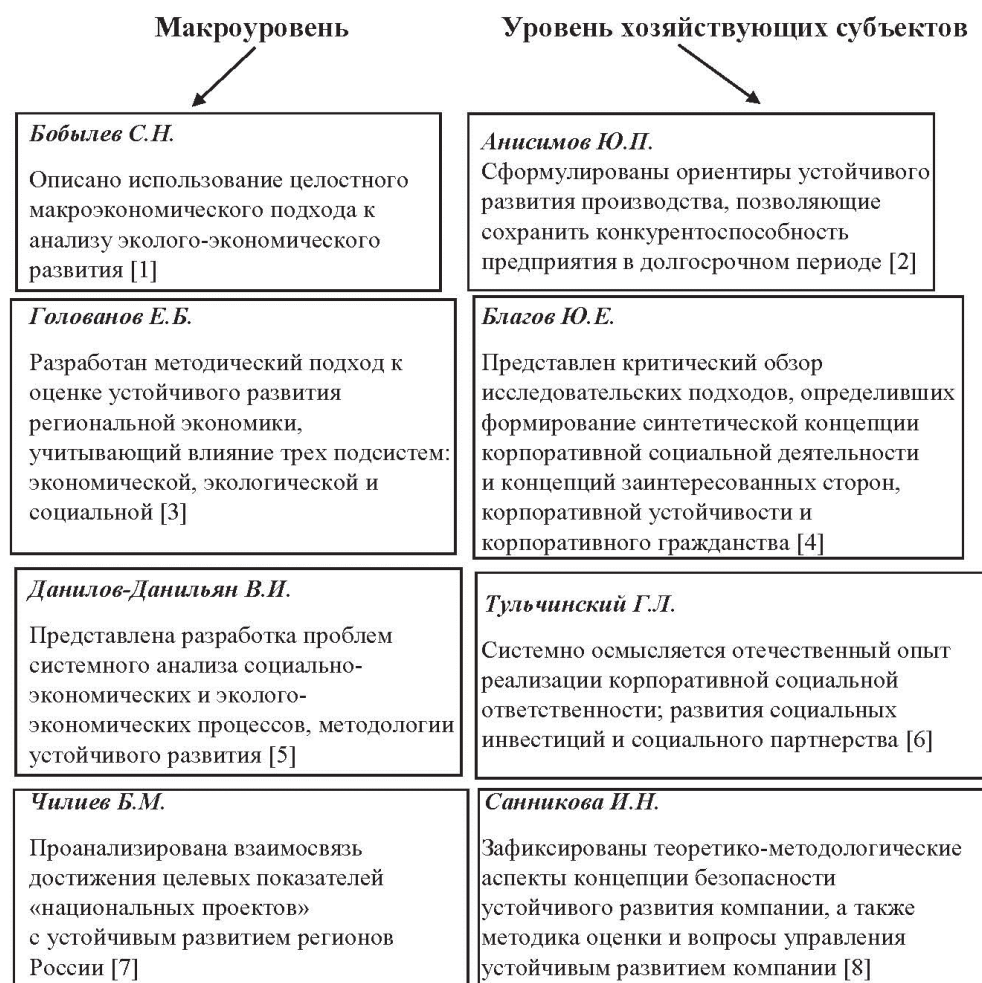 Макроуровень
Уровень хозяйствующих субъектов
Бобылев С.Н.
Описано использование целостного
макроэкономического подхода к
анализу эколого-экономического
развития [1]
Анисимов Ю.П.
Сформулированы ориентиры устойчивого
развития производства, позволяющие
сохранить конкурентоспособность
предприятия в долгосрочном периоде [2]
Голованов Е.Б.
Разработан методический подход к
оценке устойчивого развития
региональной экономики,
учитывающий влияние трех подсистем:
экономической, экологической и
социальной [3]
Благов Ю.Е.
Представлен критический обзор
исследовательских подходов, определивших
формирование синтетической концепции
корпоративной социальной деятельности
и концепций заинтересованных сторон,
корпоративной устойчивости и
корпоративного гражданства [4]
Данилов-Данильян В.И.
Представлена разработка проблем
системного анализа социально-
экономических и эколого-
экономических процессов, методологии
устойчивого развития [5]
Тульчинский Г.Л.
Системно осмысляется отечественный опыт
реализации корпоративной социальной
ответственности; развития социальных
инвестиций и социального партнерства [6]
Чилиев Б.М.
Проанализирована взаимосвязь
достижения целевых показателей
«национальных проектов»
с устойчивым развитием регионов
России [7]
Санникова И.Н.
Зафиксированы теоретико-методологические
аспекты концепции безопасности
устойчивого развития компании, а также
методика оценки и вопросы управления
устойчивым развитием компании [8]